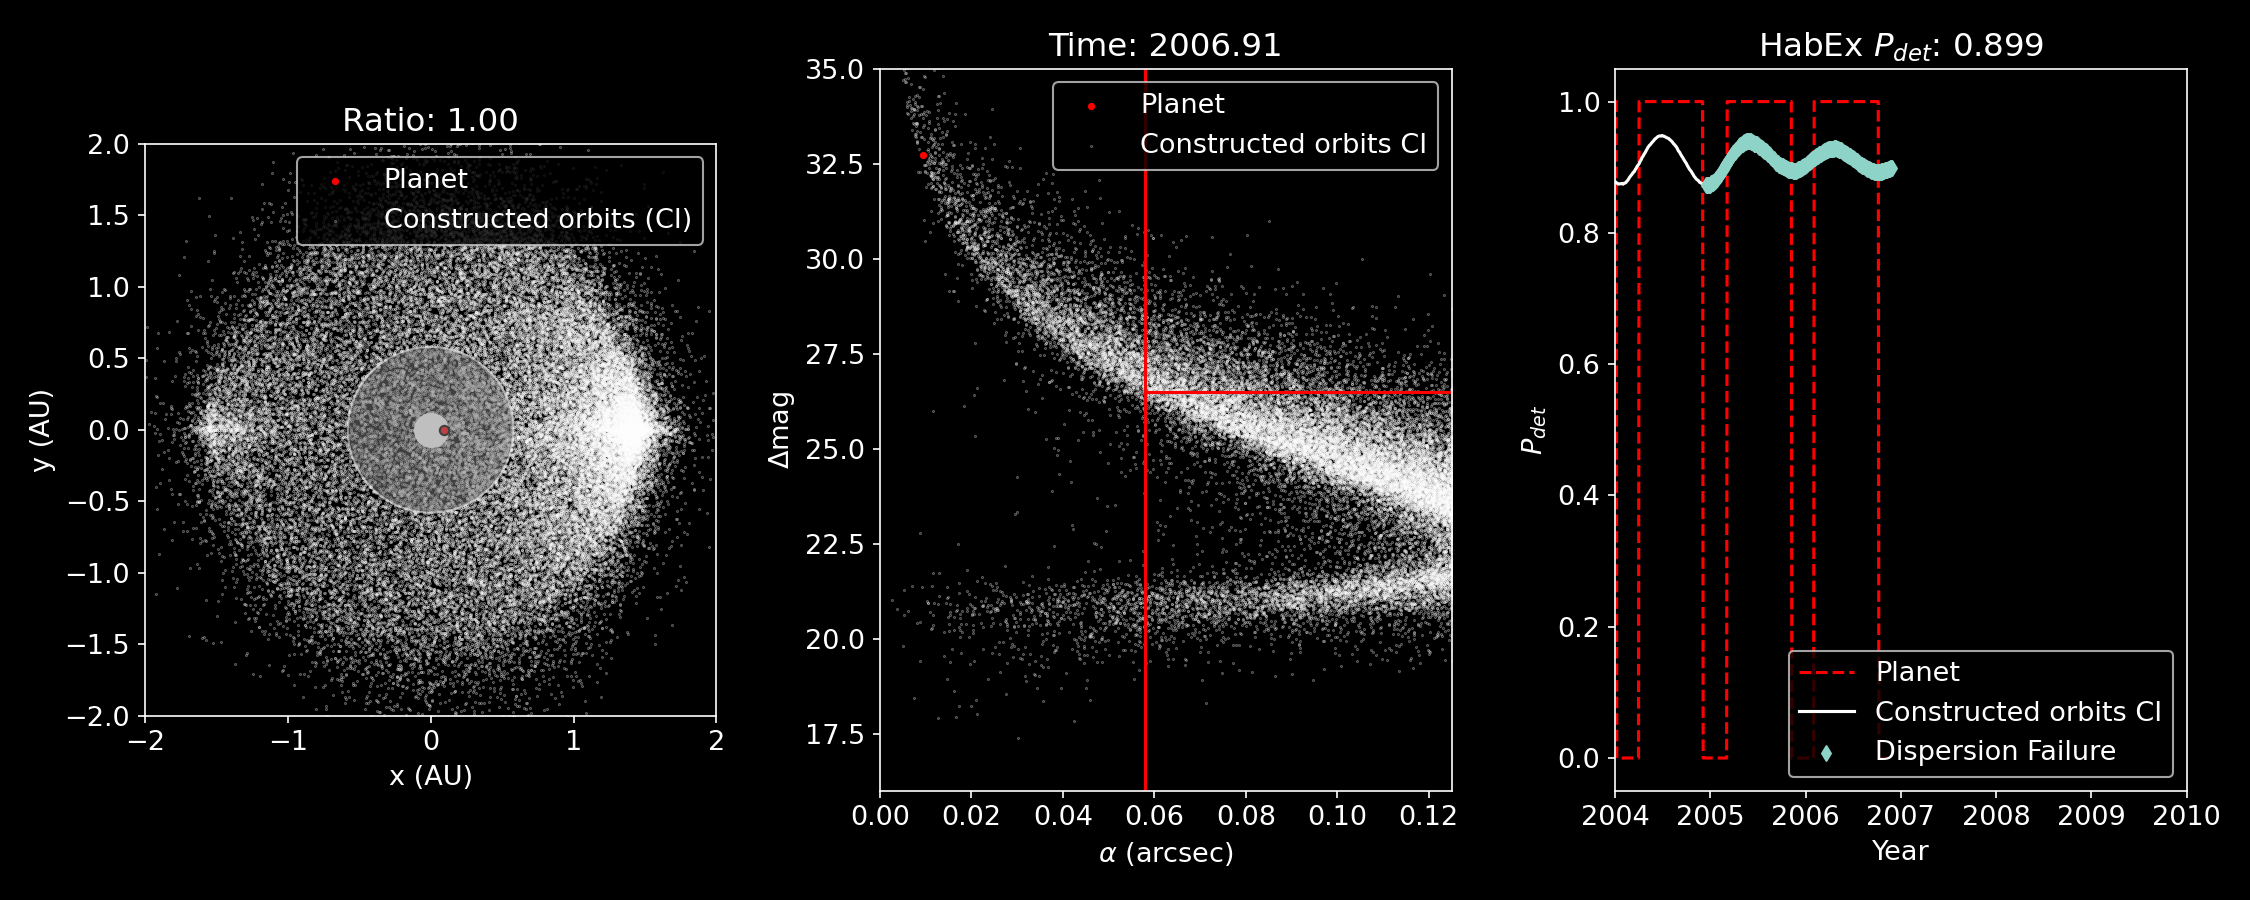 Ratio: 1.00
Planet
Constructed orbits (CI)
2.0
1.5
1.0
0.5
0.0
−0.5
−1.0
−1.5
−2.0
−2
−1
0
1
2
x (AU)
y (AU)
Time: 2006.91
Planet
Constructed orbits CI
35.0
32.5
30.0
27.5
25.0
22.5
20.0
17.5
0.00
0.02
0.04
0.06
0.08
0.10
0.12
α (arcsec)
Δmag
HabEx Pdet: 0.899
1.0
0.8
0.6
0.4
0.2
0.0
Planet
Constructed orbits CI
Dispersion Failure
2004
2005
2006
2007
2008
2009
2010
Year
Pdet